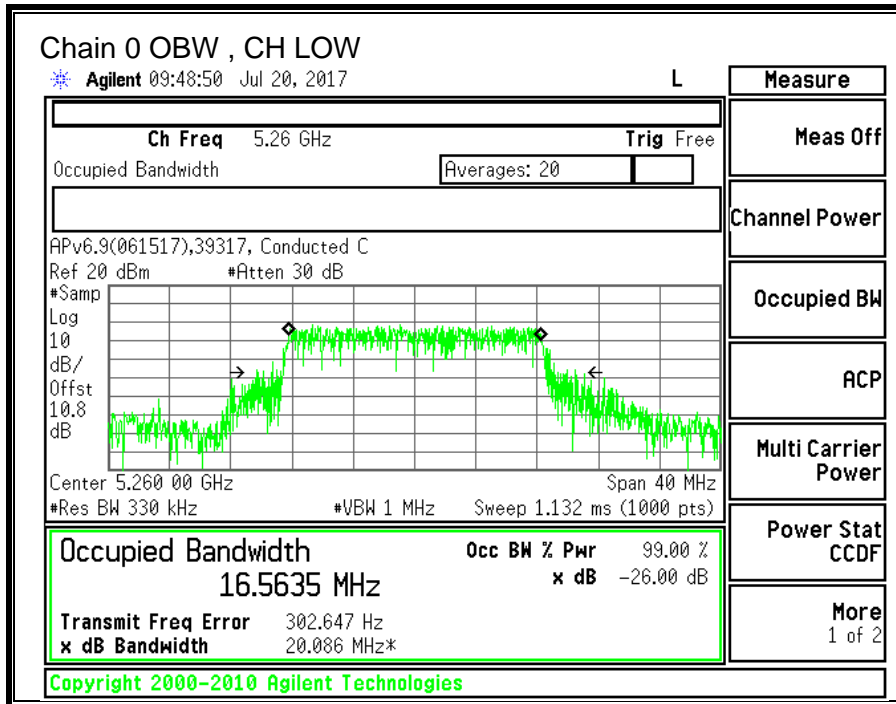 Chain 0 OBW , CH LOW
Agilent 09:48:50 Jul 20, 2017 L
Measure
Ch Freq 5.26 GHz Trig Free
Occupied Bandwidth Averages: 20
APv6.9(061517),39317, Conducted C
Ref 20 dBm #Atten 30 dB
#Samp
Log
10
dB/
Offst
10.8
dB
Center 5.260 00 GHz Span 40 MHz
#Res BW 330 kHz #VBW 1 MHz Sweep 1.132 ms (1000 pts)
Occupied Bandwidth Occ BW % Pwr 99.00 %
16.5635 MHz x dB -26.00 dB
Transmit Freq Error 302.647 Hz
x dB Bandwidth 20.086 MHz*
Meas Off
Channel Power
Occupied BW
ACP
Multi Carrier
Power
Power Stat
CCDF
More
1 of 2
Copyright 2000-2010 Agilent Technologies